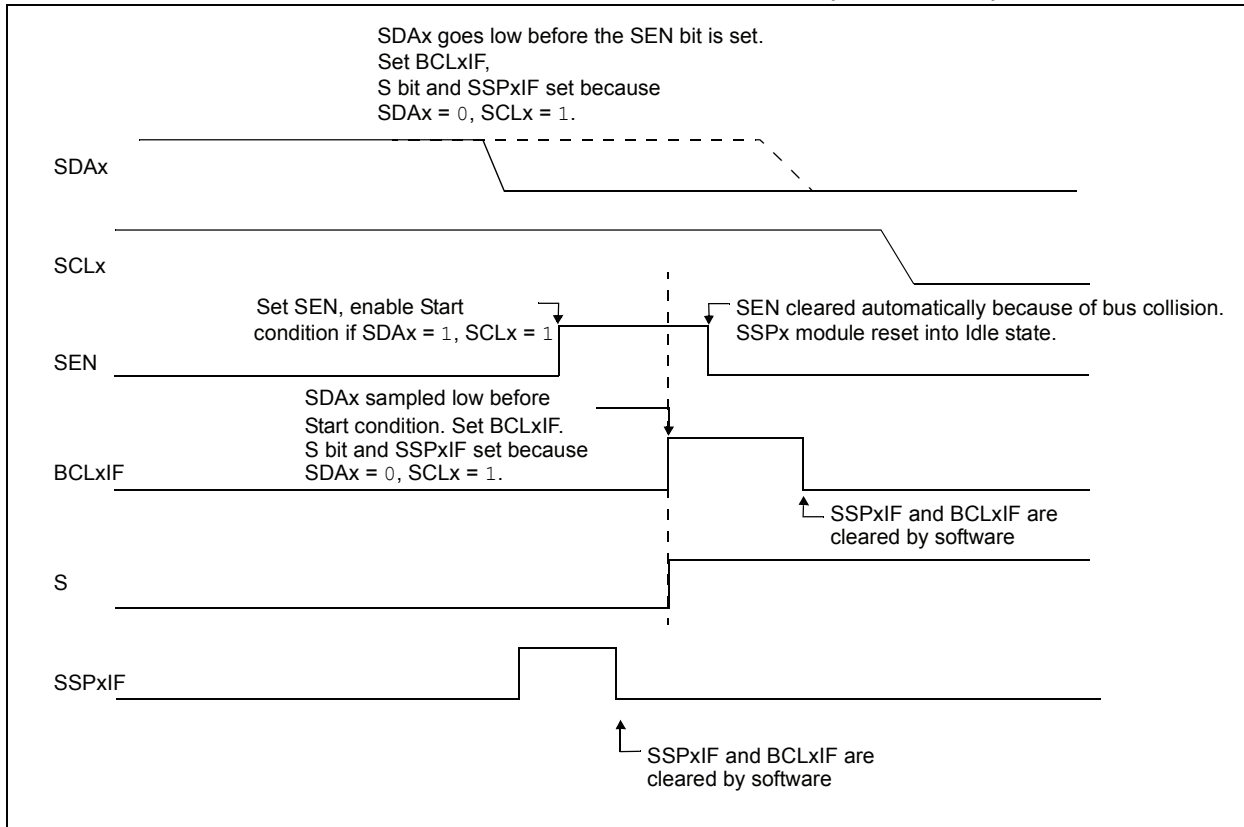 SDAx goes low before the SEN bit is set.
Set BCLxIF,
S bit and SSPxIF set because
SDAx = 0, SCLx = 1.
SDAx
SCLx
Set SEN, enable Start
condition if SDAx = 1, SCLx = 1
SEN cleared automatically because of bus collision.
SSPx module reset into Idle state.
SEN
SDAx sampled low before
Start condition. Set BCLxIF.
S bit and SSPxIF set because
SDAx = 0, SCLx = 1.
BCLxIF
SSPxIF and BCLxIF are
cleared by software
S
SSPxIF
SSPxIF and BCLxIF are
cleared by software